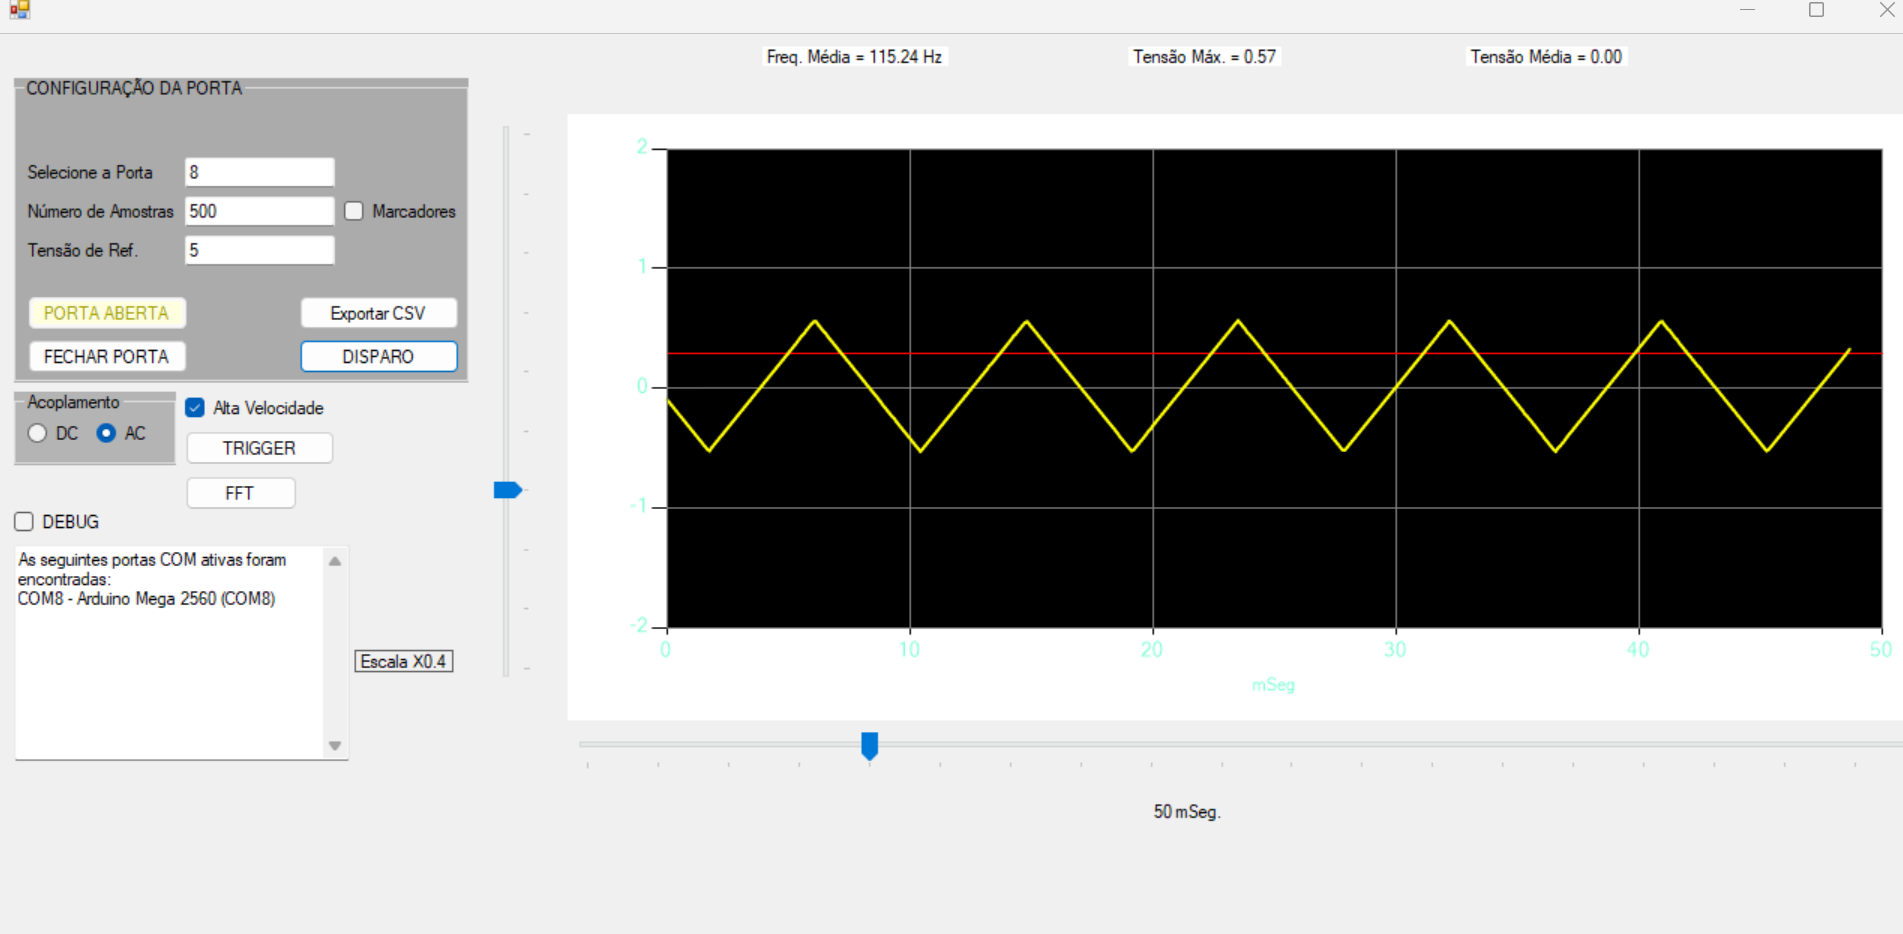 Freq. Média = 115.24 Hz
Tensão Máx. = 0.57
Tensão Média = 0.00
CONFIGURAÇÃO DA PORTA
Selecione a Porta 8
Número de Amostras 500 Marcadores
Tensão de Ref. 5
PORTA ABERTA Exportar CSV
FECHAR PORTA DISPARO
Acoplamento
DC AC
Alta Velocidade
TRIGGER
FFT
DEBUG
As seguintes portas COM ativas foram
encontradas:
COM8 - Arduino Mega 2560 (COM8)
Escala X0.4
2
1
0
-1
-2
0 10 20 30 40 50
mSeg
50 mSeg.